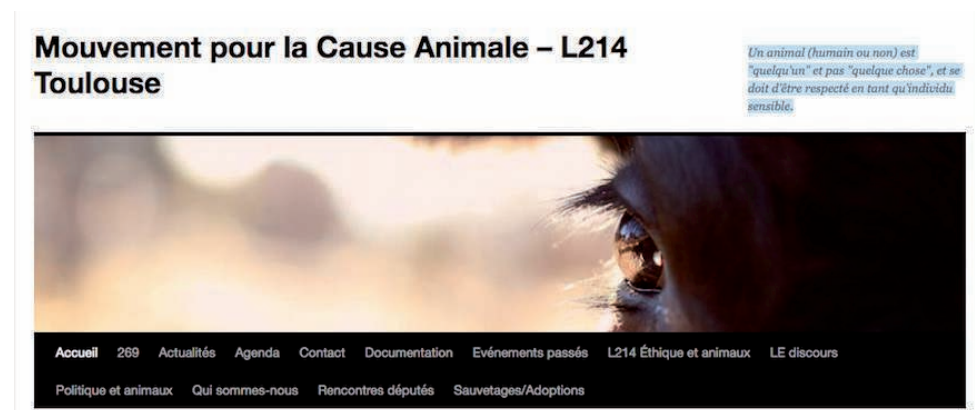 Mouvement pour la Cause Animale – L214
Toulouse
Un animal (humain ou non) est
"quelqu'un" et pas "quelque chose", et se
doit d'être respecté en tant qu'individu
sensible.
Accueil 269 Actualités Agenda Contact Documentation Evénements passés L214 Éthique et animaux LE discours
Politique et animaux Qui sommes-nous Rencontres députés Sauvetages/Adoptions